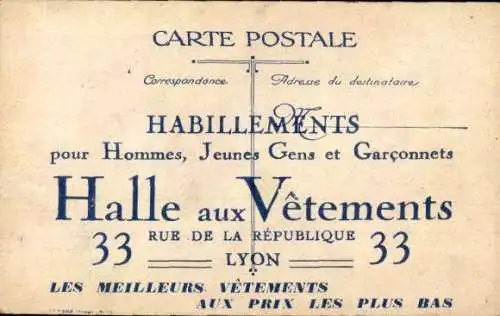 CARTE POSTALE
Correspondance Adresse du destinataire
M
HABILLEMENTS
pour Hommes, Jeunes Gens et Garçonnets
Halle aux Vêtements
33 RUE DE LA RÉPUBLIQUE 33
LYON
LES MEILLEURS VÊTEMENTS
AUX PRIX LES PLUS BAS